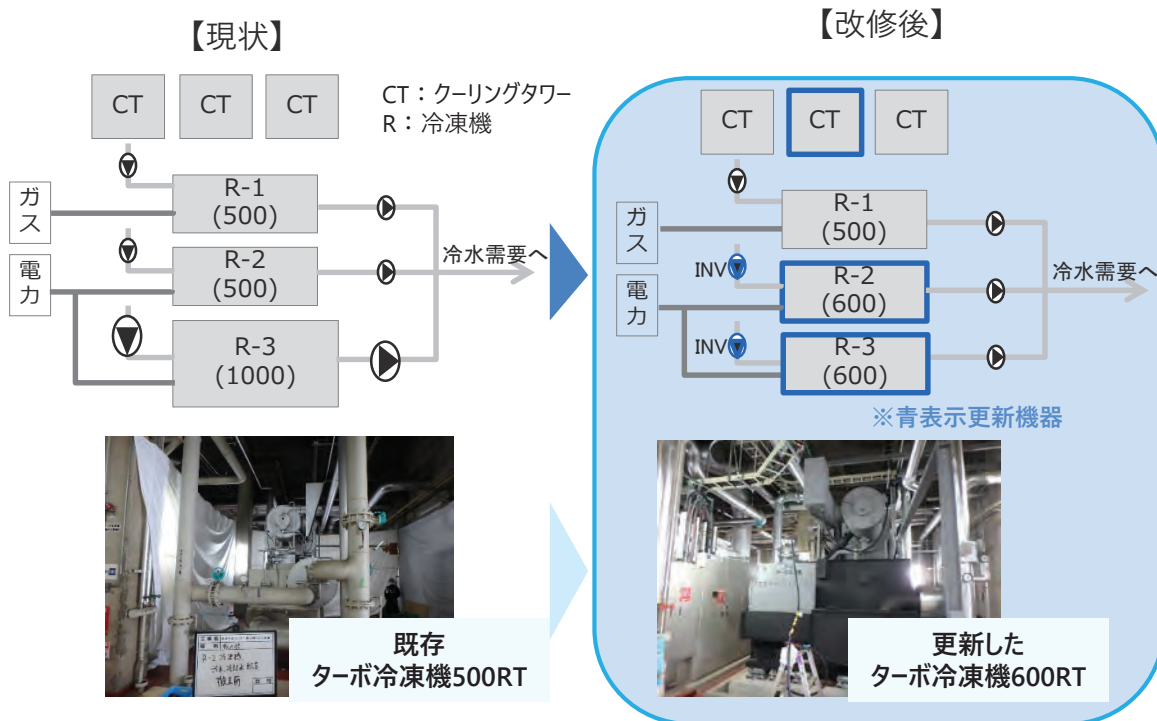 【現状】
CT
CT
CT
CT：クーリングタワー
R：冷凍機
ガス
電力
R-1
(500)
R-2
(500)
R-3
(1000)
冷水需要へ
既存
ターボ冷凍機500RT
【改修後】
CT
CT
CT
ガス
電力
INV
INV
R-1
(500)
R-2
(600)
R-3
(600)
冷水需要へ
※青表示更新機器
更新した
ターボ冷凍機600RT